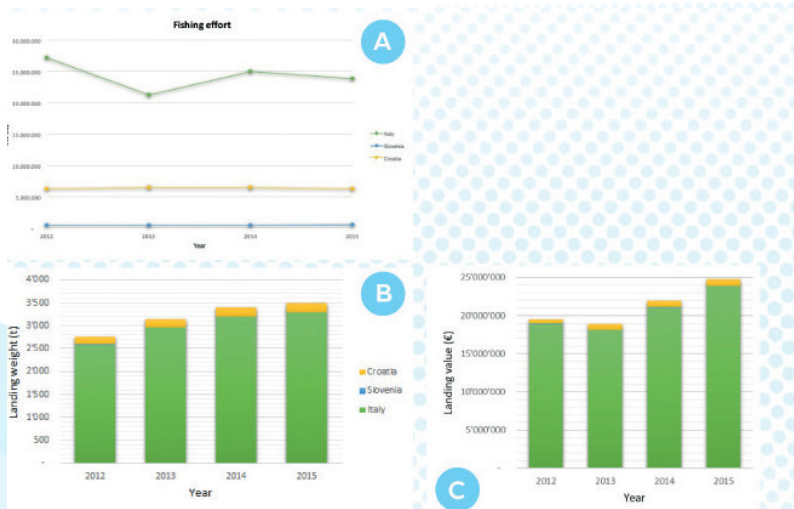 Fishing effort
A
30.000.000
25.000.000
20.000.000
15.000.000
10.000.000
5.000.000
-
2012 2013 2014 2015
Year
Italy
Slovenia
Croatia
B
Landing weight (t)
4'000
3'500
3'000
2'500
2'000
1'500
1'000
500
-
2012 2013 2014 2015
Year
Croatia
Slovenia
Italy
C
Landing value (€)
25'000'000
20'000'000
15'000'000
10'000'000
5'000'000
-
2012 2013 2014 2015
Year